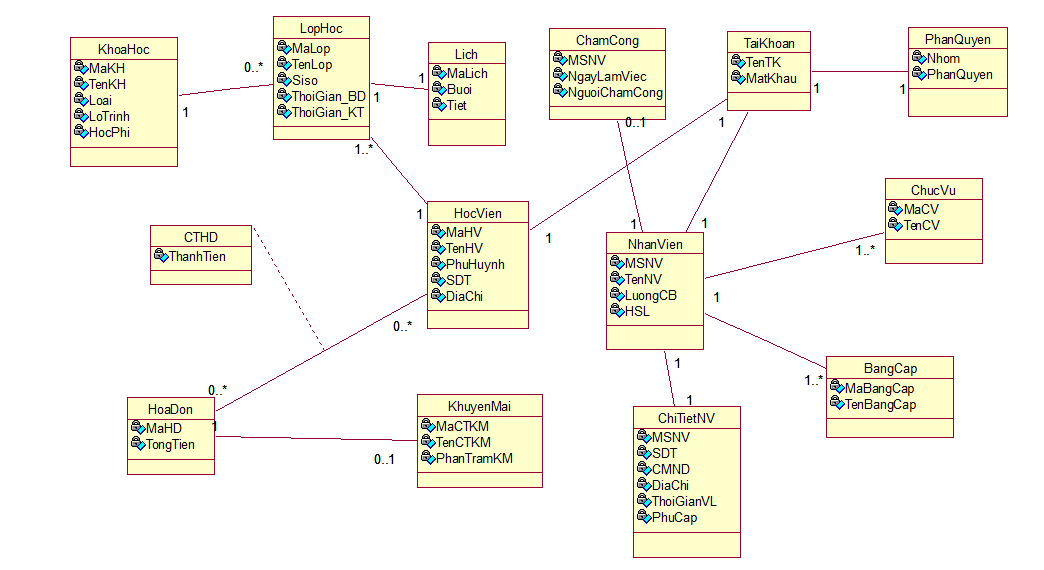 KhoaHoc
MaKH
TenKH
Loai
LoTrinh
HocPhi
1
0..*
LopHoc
MaLop
TenLop
Siso
ThoiGian_BD
ThoiGian_KT
1
1
1..*
Lich
MaLich
Buoi
Tiet
ChamCong
MSNV
NgayLamViec
NguoiChamCong
0..1
TaiKhoan
TenTK
MatKhau
1
1
1
PhanQuyen
Nhom
PhanQuyen
CTHD
ThanhTien
1
HocVien
MaHV
TenHV
PhuHuynh
SDT
DiaChi
1
0..*
1
1
NhanVien
MSNV
TenNV
LuongCB
HSL
1
1
ChucVu
MaCV
TenCV
1..*
HoaDon
MaHD
TongTien
0..*
1
KhuyenMai
MaCTKM
TenCTKM
PhanTramKM
0..1
ChiTietNV
MSNV
SDT
CMND
DiaChi
ThoiGianVL
PhuCap
1
BangCap
MaBangCap
TenBangCap
1..*